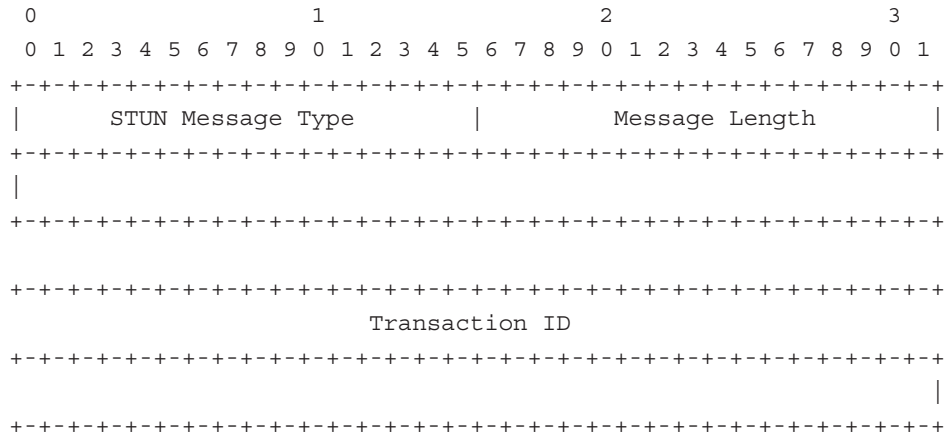 0                   1                   2                   3
0 1 2 3 4 5 6 7 8 9 0 1 2 3 4 5 6 7 8 9 0 1 2 3 4 5 6 7 8 9 0 1
+-+-+-+-+-+-+-+-+-+-+-+-+-+-+-+-+-+-+-+-+-+-+-+-+-+-+-+-+-+-+-+-+
|      STUN Message Type        |         Message Length        |
+-+-+-+-+-+-+-+-+-+-+-+-+-+-+-+-+-+-+-+-+-+-+-+-+-+-+-+-+-+-+-+-+
|
+-+-+-+-+-+-+-+-+-+-+-+-+-+-+-+-+-+-+-+-+-+-+-+-+-+-+-+-+-+-+-+-+
+-+-+-+-+-+-+-+-+-+-+-+-+-+-+-+-+-+-+-+-+-+-+-+-+-+-+-+-+-+-+-+-+
Transaction ID
+-+-+-+-+-+-+-+-+-+-+-+-+-+-+-+-+-+-+-+-+-+-+-+-+-+-+-+-+-+-+-+-+
|
+-+-+-+-+-+-+-+-+-+-+-+-+-+-+-+-+-+-+-+-+-+-+-+-+-+-+-+-+-+-+-+-+